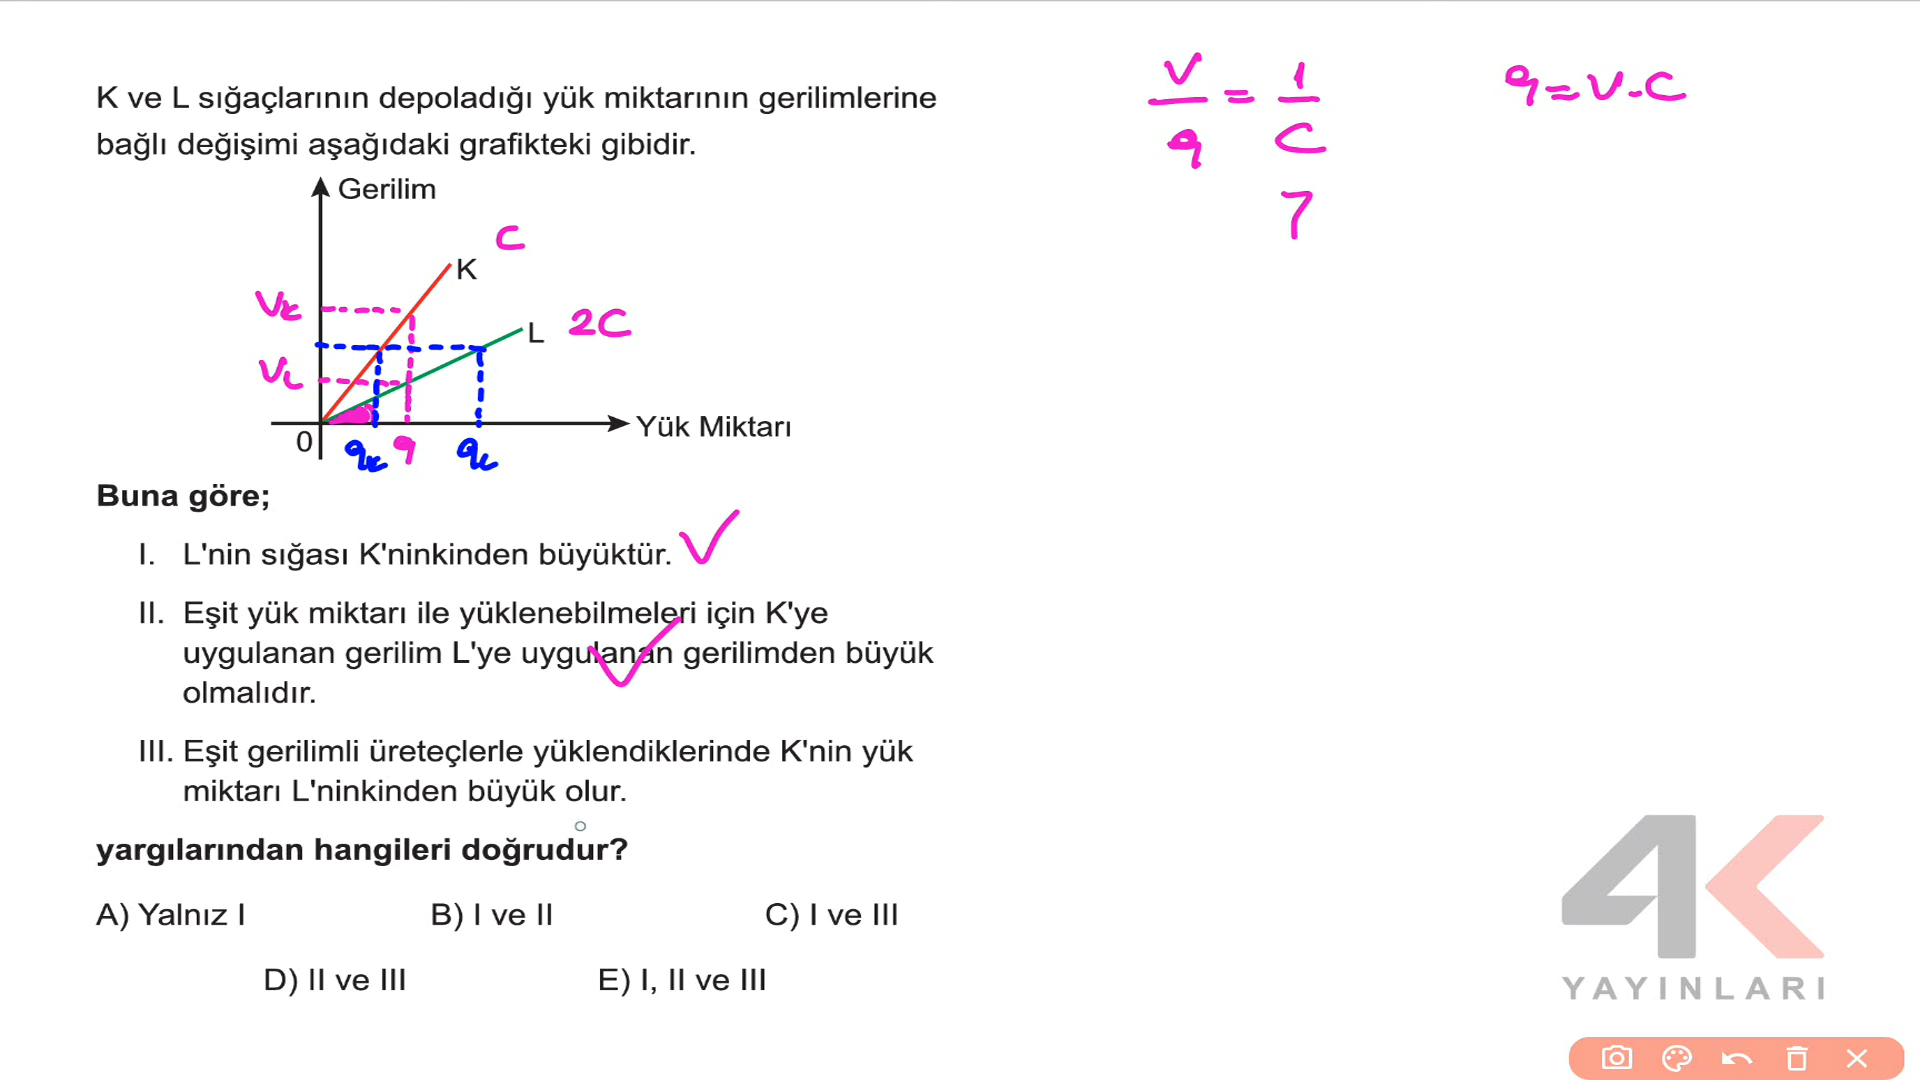 K ve L sığaçlarının depoladığı yük miktarının gerilimlerine
bağlı değişimi aşağıdaki grafikteki gibidir.
V/q = 1/C
q=V.C
Gerilim
C
K
VK
L
2C
VL
0
Yük Miktarı
qK q qL
Buna göre;
I. L'nin sığası K'ninkinden büyüktür.
II. Eşit yük miktarı ile yüklenebilmeleri için K'ye
uygulanan gerilim L'ye uygulanan gerilimden büyük
olmalıdır.
III. Eşit gerilimli üreteçlerle yüklendiklerinde K'nin yük
miktarı L'ninkinden büyük olur.
yargılarından hangileri doğrudur?
A) Yalnız I B) I ve II C) I ve III
D) II ve III E) I, II ve III
4K
YAYINLARI